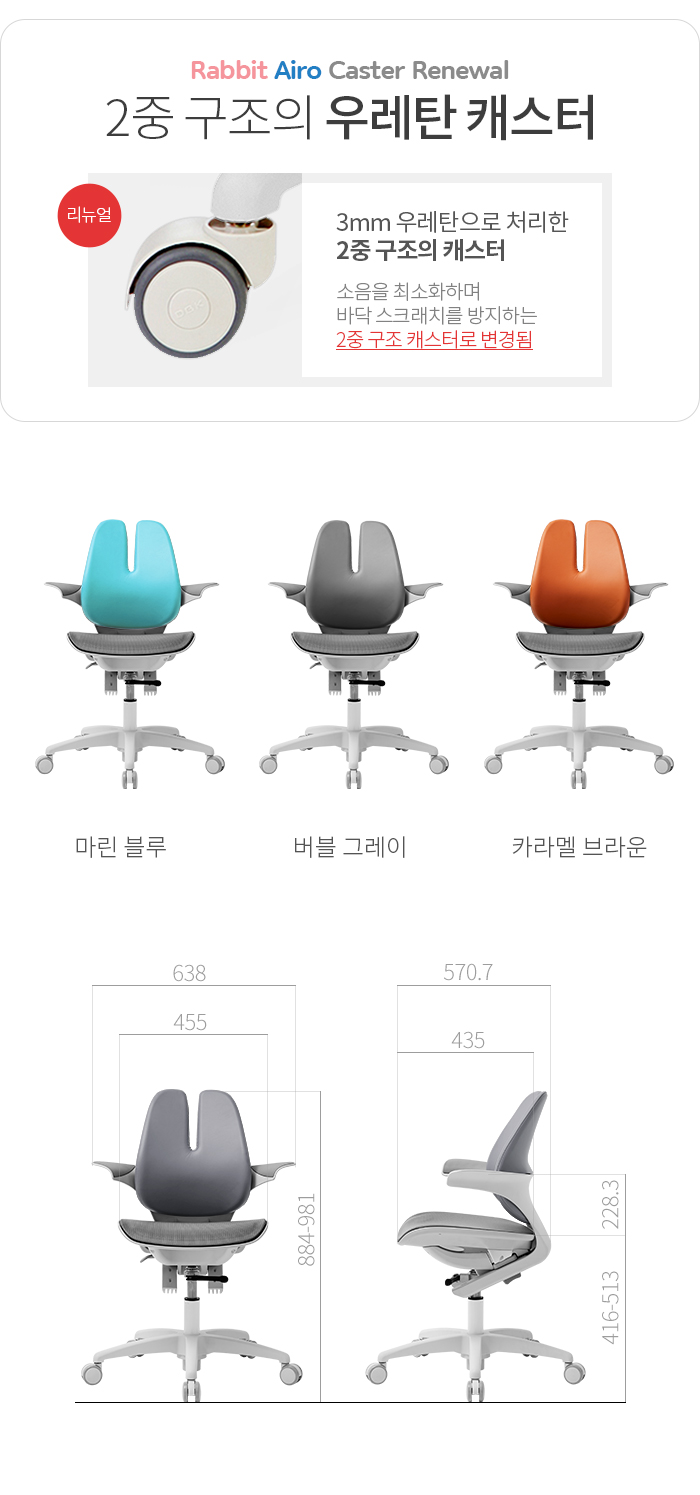 Rabbit Airo Caster Renewal
2중 구조의 우레탄 캐스터
리뉴얼
3mm 우레탄으로 처리한
2중 구조의 캐스터
소음을 최소화하며
바닥 스크래치를 방지하는
2중 구조 캐스터로 변경됨
마린 블루
버블 그레이
카라멜 브라운
638
455
884-981
570.7
435
228.3
416-513